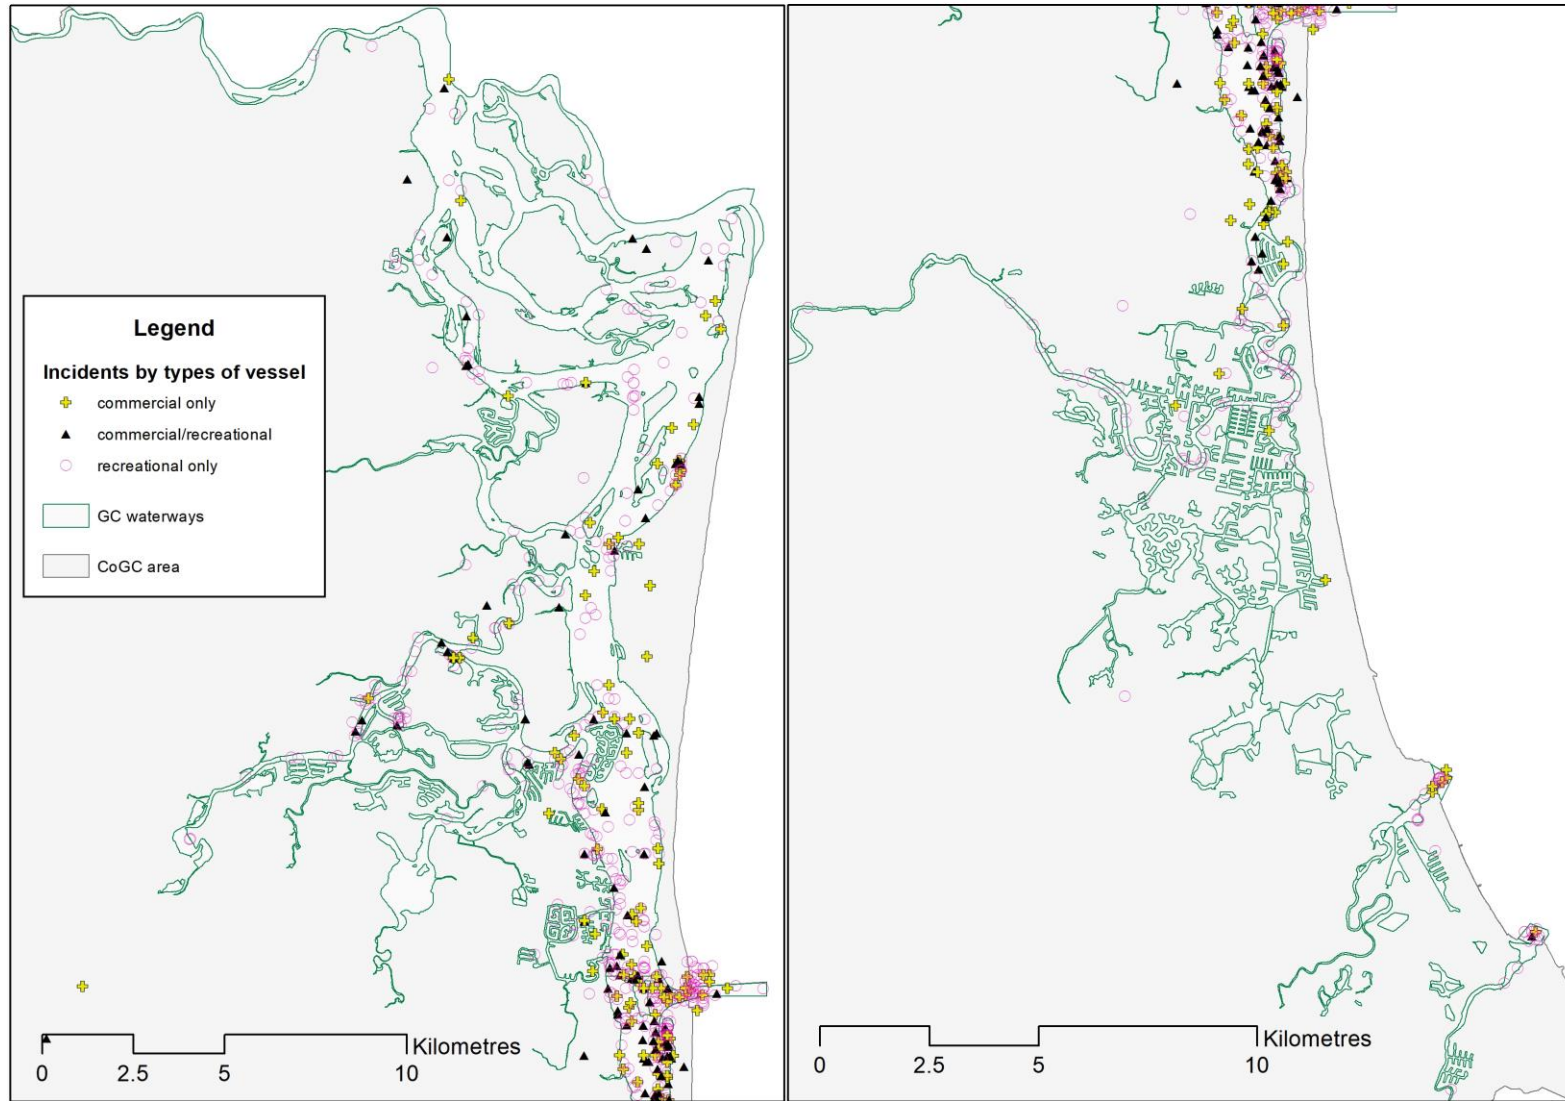 Legend
Incidents by types of vessel
commercial only
commercial/recreational
recreational only
GC waterways
CoGC area
Kilometres
0 2.5 5 10
Kilometres
0 2.5 5 10